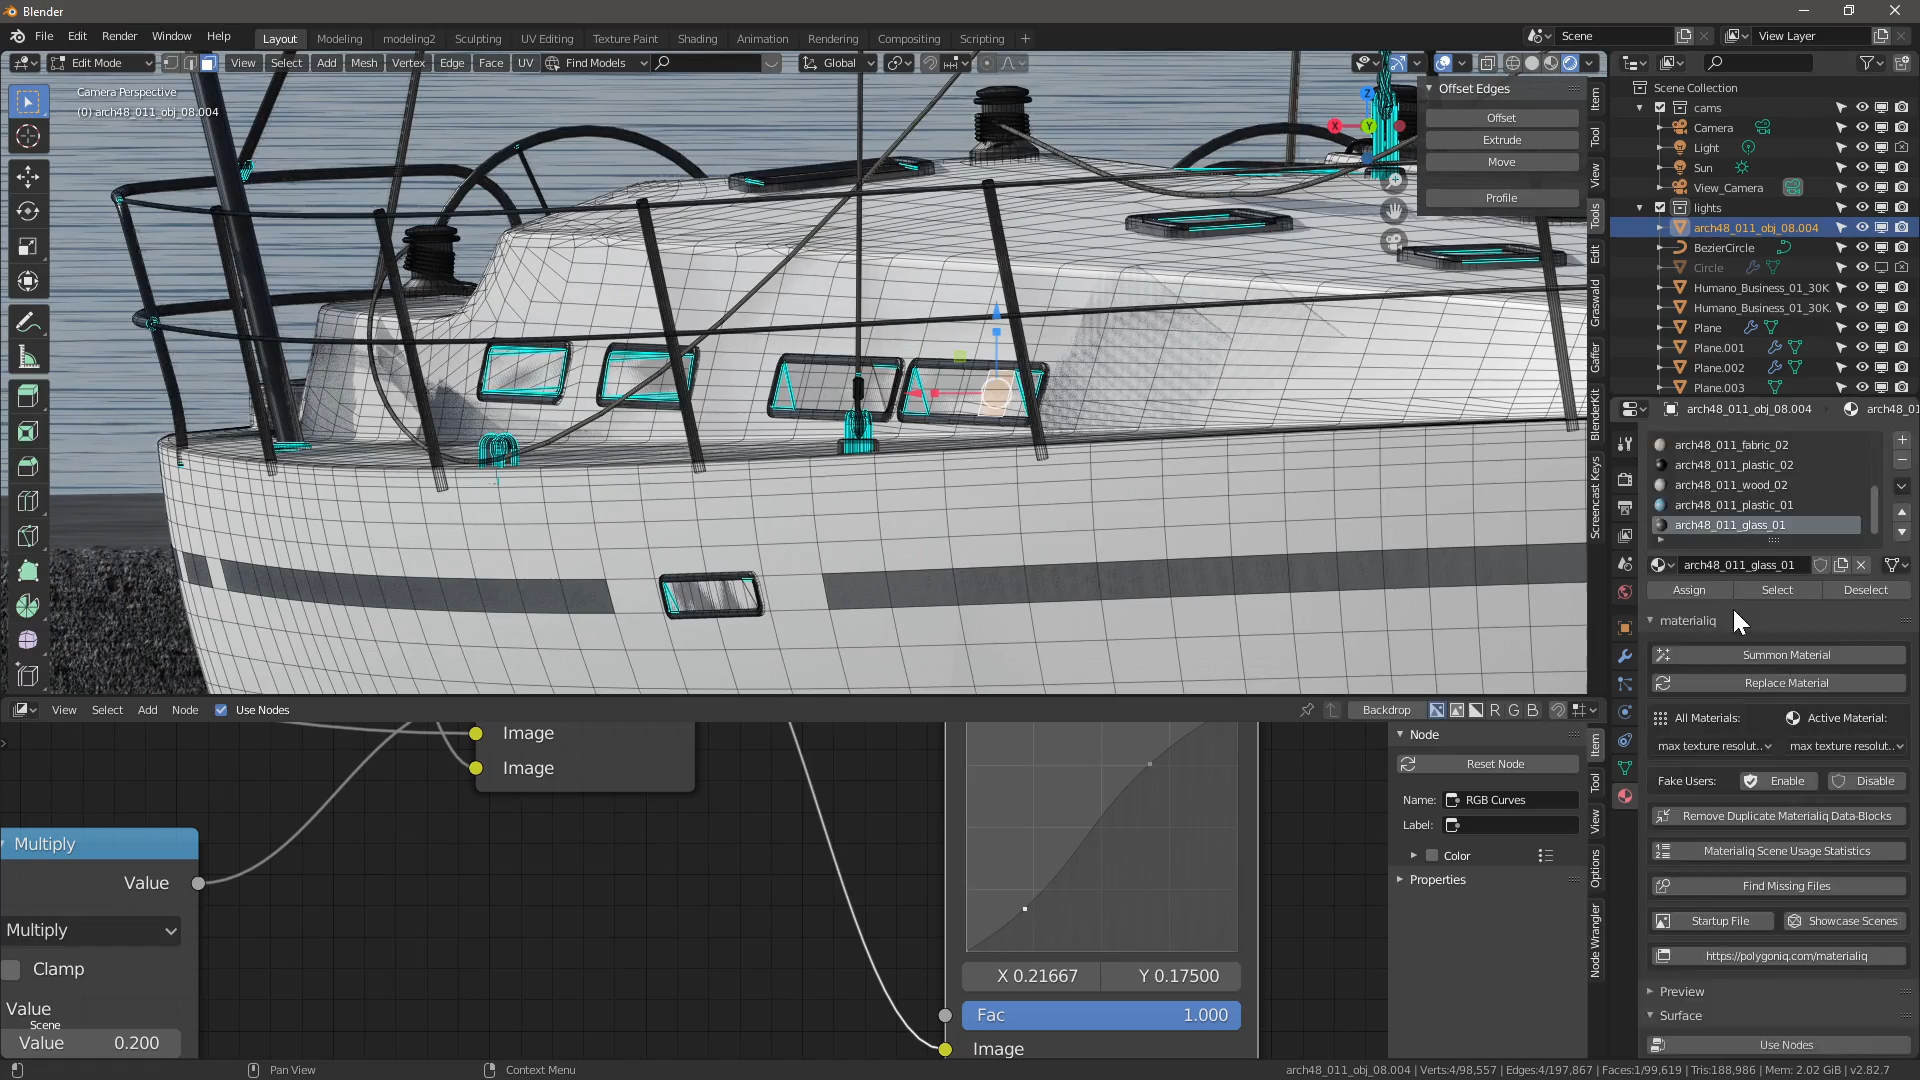 Blender
File Edit Render Window Help Layout Modeling modeling2 Sculpting UV Editing Texture Paint Shading Animation Rendering Compositing Scripting + Scene View Layer
Edit Mode View Select Add Mesh Vertex Edge Face UV Find Models Global
Camera Perspective
(0) arch48_011_obj_08.004
Offset Edges
Offset
Extrude
Move
Profile
Z
X
Y
Item
Tool
View
Tools
Edit
Graswald
Gaffer
BlenderKit
Screencast Keys
Scene Collection
cams
Camera
Light
Sun
View_Camera
lights
arch48_011_obj_08.004
BezierCircle
Circle
Humano_Business_01_30K
Humano_Business_01_30K.
Plane
Plane.001
Plane.002
Plane.003
arch48_011_obj_08.004 arch48_01
arch48_011_fabric_02
arch48_011_plastic_02
arch48_011_wood_02
arch48_011_plastic_01
arch48_011_glass_01
arch48_011_glass_01
Assign Select Deselect
materialiq
Summon Material
Replace Material
All Materials: Active Material:
max texture resolut.. max texture resolut..
Fake Users: Enable Disable
Remove Duplicate Materialiq Data-Blocks
Materialiq Scene Usage Statistics
Find Missing Files
Startup File Showcase Scenes
https://polygoniq.com/materialiq
Preview
Surface
Use Nodes
View Select Add Node Use Nodes Backdrop R G B
Image
Image
Multiply
Value
Multiply
Clamp
Value
Scene
Value 0.200
X 0.21667 Y 0.17500
Fac 1.000
Image
Node
Reset Node
Name: RGB Curves
Label:
Color
Properties
Item
Tool
View
Options
Node Wrangler
Pan View Context Menu arch48_011_obj_08.004 | Verts:4/98,557 | Edges:4/197,867 | Faces:1/99,619 | Tris:188,986 | Mem: 2.02 GiB | v2.82.7